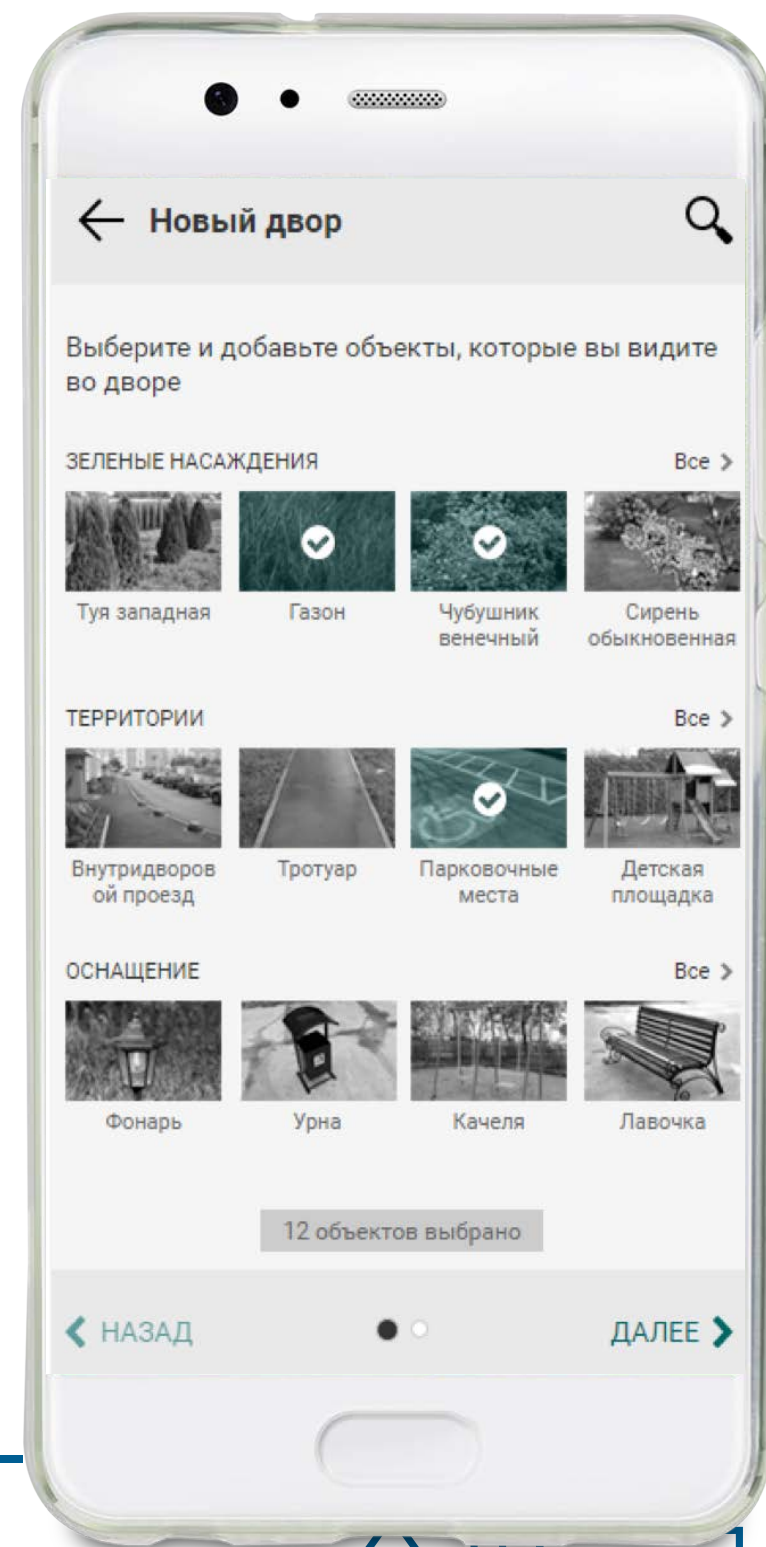 Новый двор
Выберите и добавьте объекты, которые вы видите
во дворе
ЗЕЛЕНЫЕ НАСАЖДЕНИЯ Все
Туя западная Газон Чубушник Сирень
венечный обыкновенная
ТЕРРИТОРИИ Все
Внутридворов Тротуар Парковочные Детская
ой проезд места площадка
ОСНАЩЕНИЕ Все
Фонарь Урна Качеля Лавочка
12 объектов выбрано
НАЗАД ДАЛЕЕ